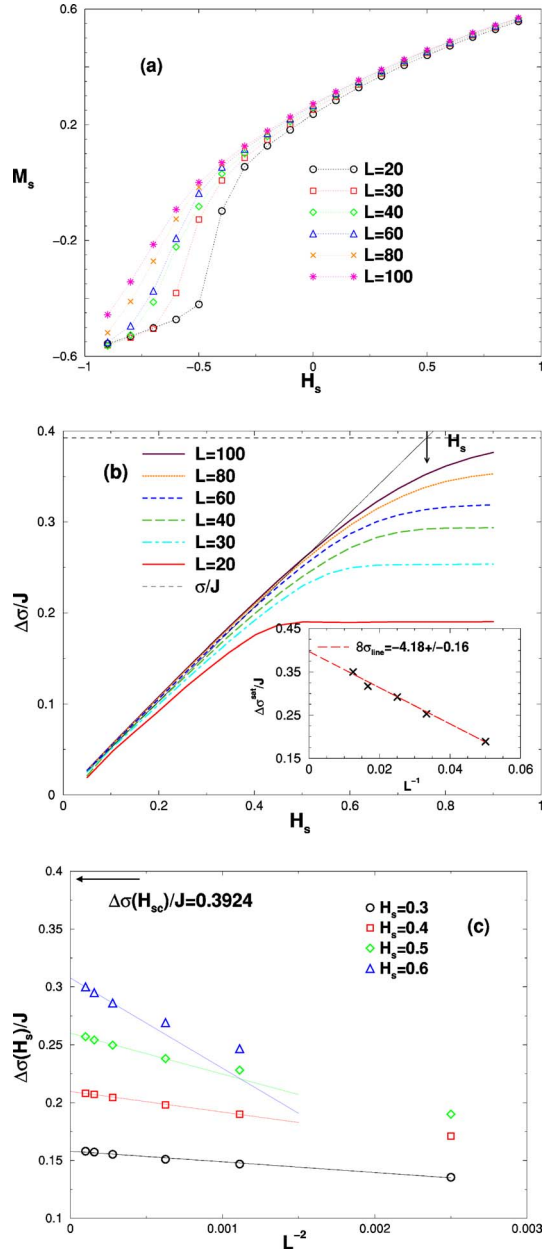 0.6
(a)
0.2
M_s
L=20
L=30
L=40
L=60
L=80
L=100
−0.2
−0.6
−1 −0.5 0 0.5 1
H_s
0.4
(b)
H_s
L=100
L=80
L=60
L=40
L=30
L=20
σ/J
0.3
Δσ/J
0.2
0.1
0
0.45
8σ_line=−4.18+/−0.16
0.35
Δσ^sat/J
0.25
0.15
0 0.02 0.04 0.06
L^−1
0 0.2 0.4 0.6 0.8 1
H_s
0.4
Δσ(H_sc)/J=0.3924
(c)
H_s=0.3
H_s=0.4
H_s=0.5
H_s=0.6
0.35
0.3
Δσ(H_s)/J
0.25
0.2
0.15
0.1
0 0.001 0.002 0.003
L^−2